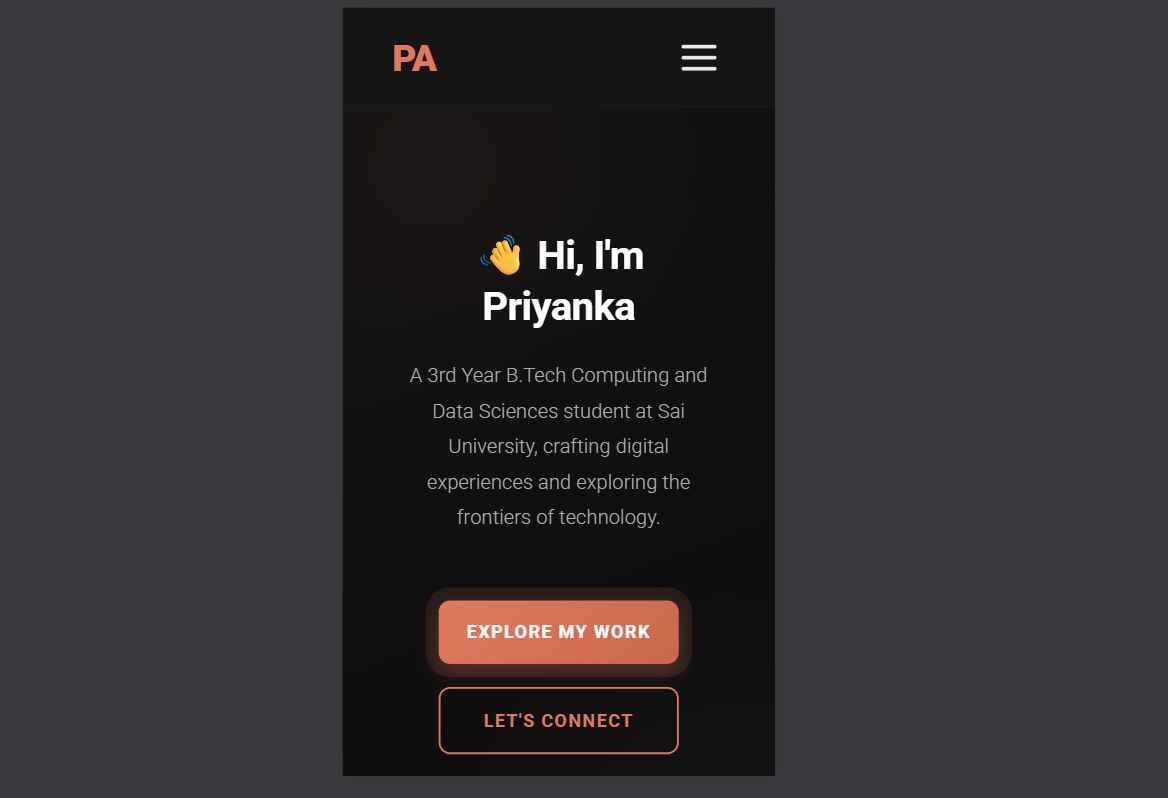 PA
👋 Hi, I'm
Priyanka
A 3rd Year B.Tech Computing and
Data Sciences student at Sai
University, crafting digital
experiences and exploring the
frontiers of technology.
EXPLORE MY WORK
LET'S CONNECT